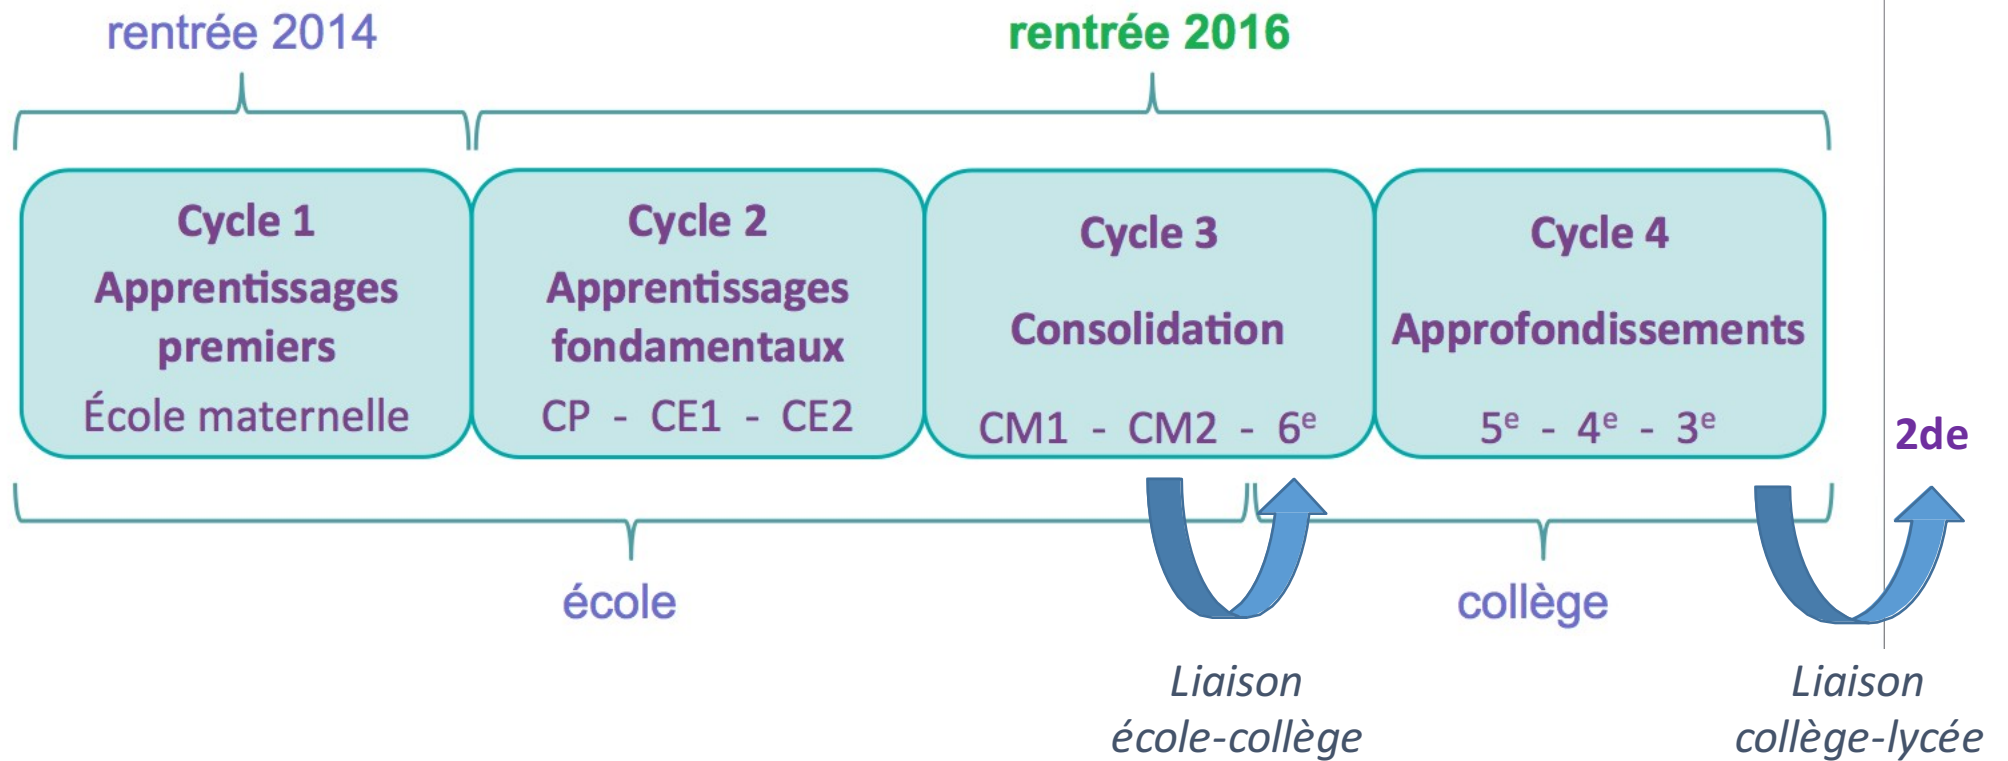 rentrée 2014
rentrée 2016
Cycle 1
Apprentissages
premiers
École maternelle
Cycle 2
Apprentissages
fondamentaux
CP - CE1 - CE2
Cycle 3
Consolidation
CM1 - CM2 - 6ᵉ
Cycle 4
Approfondissements
5ᵉ - 4ᵉ - 3ᵉ
2de
école
collège
Liaison
école-collège
Liaison
collège-lycée